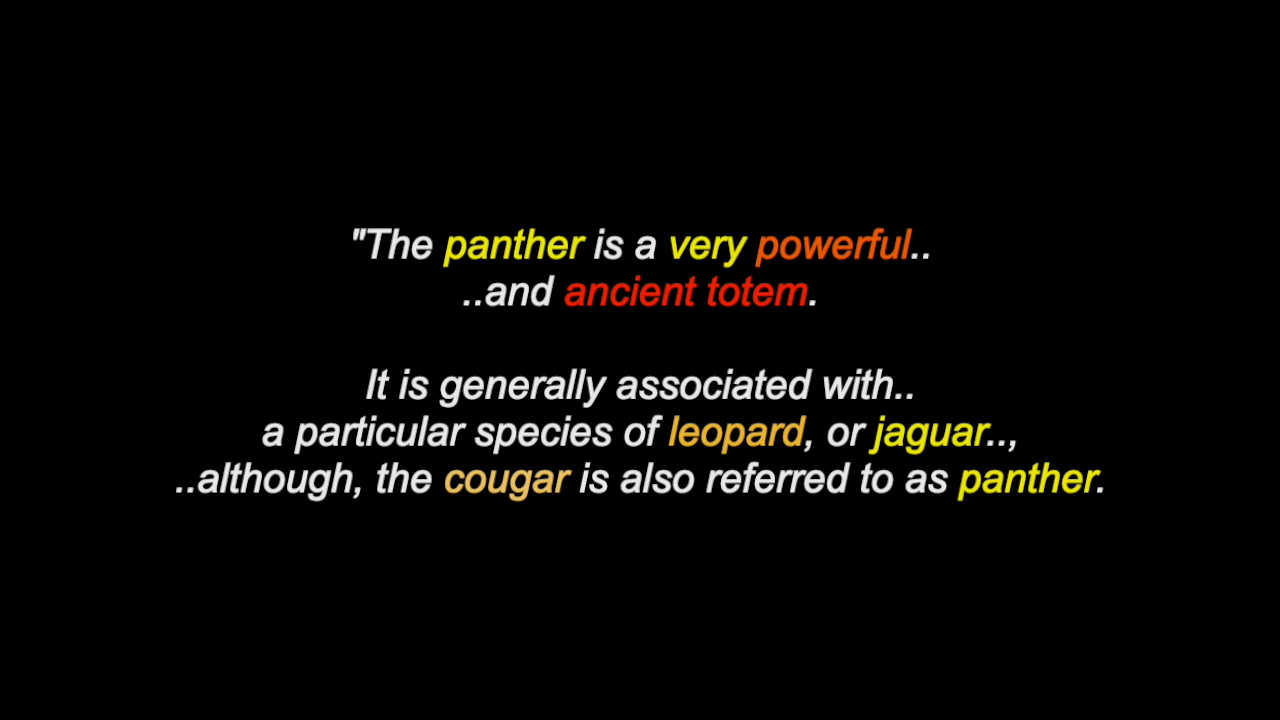 "The panther is a very powerful..
..and ancient totem.
It is generally associated with..
a particular species of leopard, or jaguar..,
..although, the cougar is also referred to as panther.